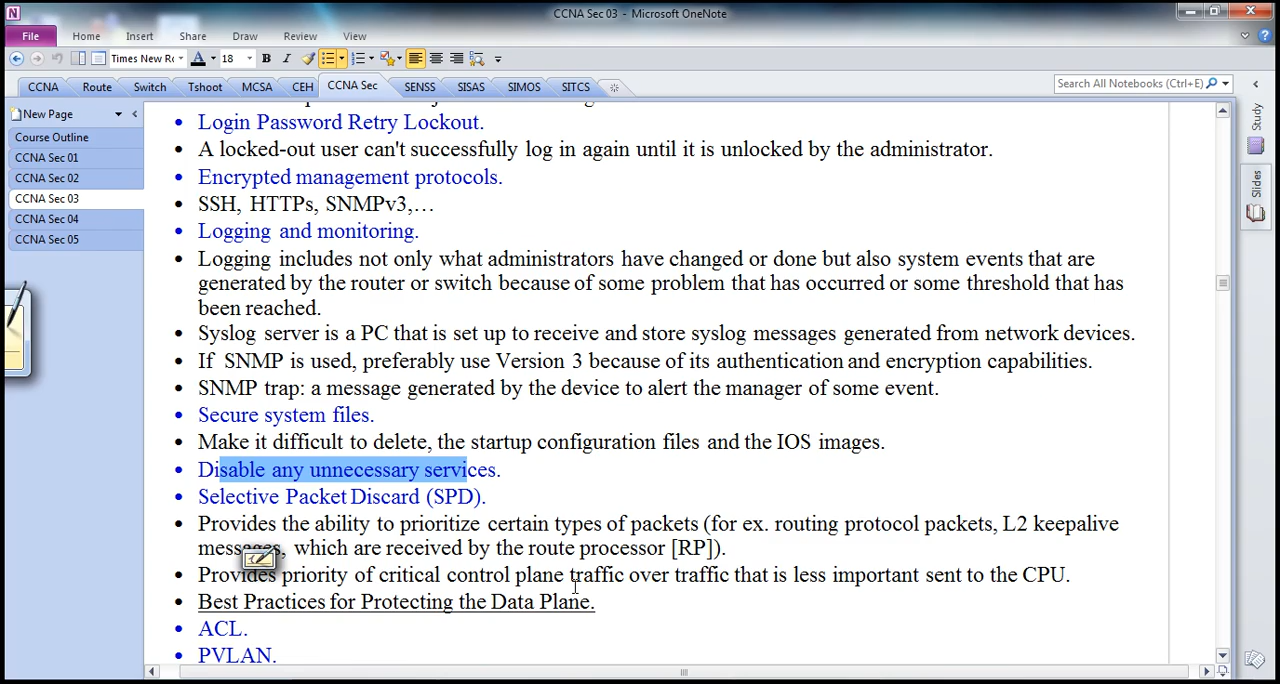 CCNA Sec 03 - Microsoft OneNote
File Home Insert Share Draw Review View
Times New Ro 18 B I
CCNA Route Switch Tshoot MCSA CEH CCNA Sec SENSS SISAS SIMOS SITCS
Search All Notebooks (Ctrl+E)
New Page
Course Outline
CCNA Sec 01
CCNA Sec 02
CCNA Sec 03
CCNA Sec 04
CCNA Sec 05
• Login Password Retry Lockout.
• A locked-out user can't successfully log in again until it is unlocked by the administrator.
• Encrypted management protocols.
• SSH, HTTPs, SNMPv3,…
• Logging and monitoring.
• Logging includes not only what administrators have changed or done but also system events that are
generated by the router or switch because of some problem that has occurred or some threshold that has
been reached.
• Syslog server is a PC that is set up to receive and store syslog messages generated from network devices.
• If SNMP is used, preferably use Version 3 because of its authentication and encryption capabilities.
• SNMP trap: a message generated by the device to alert the manager of some event.
• Secure system files.
• Make it difficult to delete, the startup configuration files and the IOS images.
• Disable any unnecessary services.
• Selective Packet Discard (SPD).
• Provides the ability to prioritize certain types of packets (for ex. routing protocol packets, L2 keepalive
messages, which are received by the route processor [RP]).
• Provides priority of critical control plane traffic over traffic that is less important sent to the CPU.
• Best Practices for Protecting the Data Plane.
• ACL.
• PVLAN.
Study
Slides